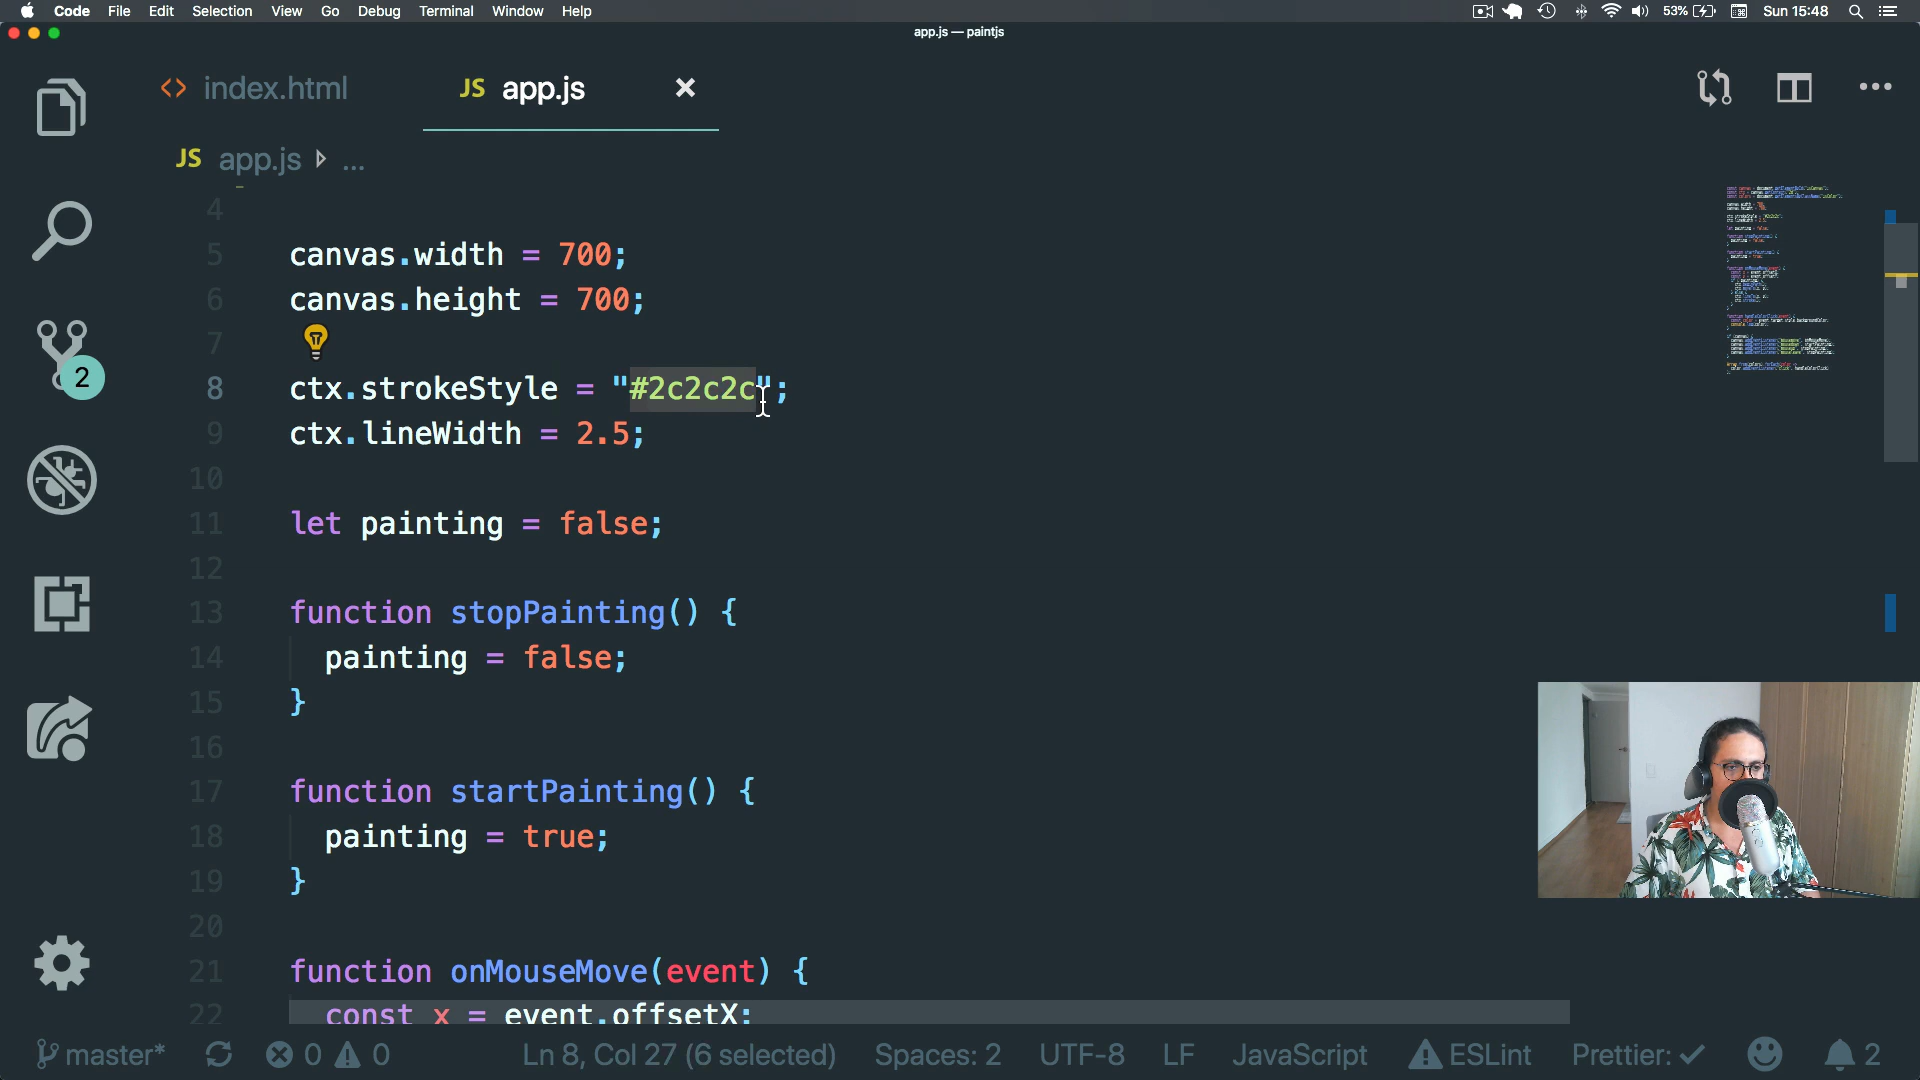 Code File Edit Selection View Go Debug Terminal Window Help 53% Sun 15:48
app.js — paintjs
<> index.html JS app.js
JS app.js ...
4
5 canvas.width = 700;
6 canvas.height = 700;
7
8 ctx.strokeStyle = "#2c2c2c";
9 ctx.lineWidth = 2.5;
10
11 let painting = false;
12
13 function stopPainting() {
14 painting = false;
15 }
16
17 function startPainting() {
18 painting = true;
19 }
20
21 function onMouseMove(event) {
22 const x = event.offsetX;
2
master* 0 0 Ln 8, Col 27 (6 selected) Spaces: 2 UTF-8 LF JavaScript ESLint Prettier: ✓ 2